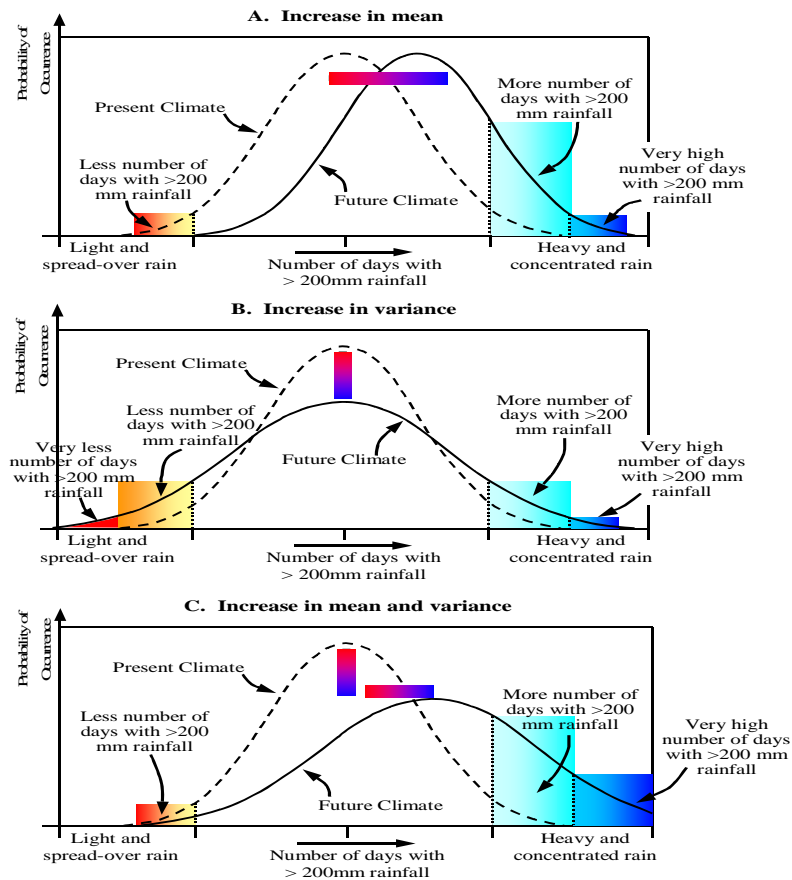 A.  Increase in mean
Probability of
Occurrence
Present Climate
Less number of
days with >200
mm rainfall
Future Climate
More number of
days with >200
mm rainfall
Very high
number of days
with >200 mm
rainfall
Light and
spread-over rain
Number of days with
> 200mm rainfall
Heavy and
concentrated rain
B.  Increase in variance
Probability of
Occurrence
Present Climate
Less number of
days with >200
mm rainfall
Very less
number of days
with >200 mm
rainfall
Future Climate
More number of
days with >200
mm rainfall
Very high
number of days
with >200 mm
rainfall
Light and
spread-over rain
Number of days with
> 200mm rainfall
Heavy and
concentrated rain
C.  Increase in mean and variance
Probability of
Occurrence
Present Climate
Less number of
days with >200
mm rainfall
Future Climate
More number of
days with >200
mm rainfall
Very high
number of days
with >200 mm
rainfall
Light and
spread-over rain
Number of days with
> 200mm rainfall
Heavy and
concentrated rain